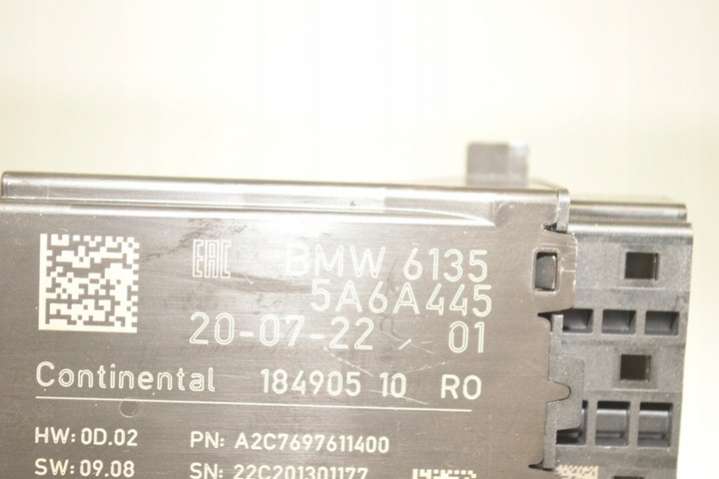 EAC BMW 6135
5A6A445
20-07-22 01
Continental 184905 10 RO
HW: 0D.02 PN: A2C7697611400
SW: 09.08 SN: 22C201301177